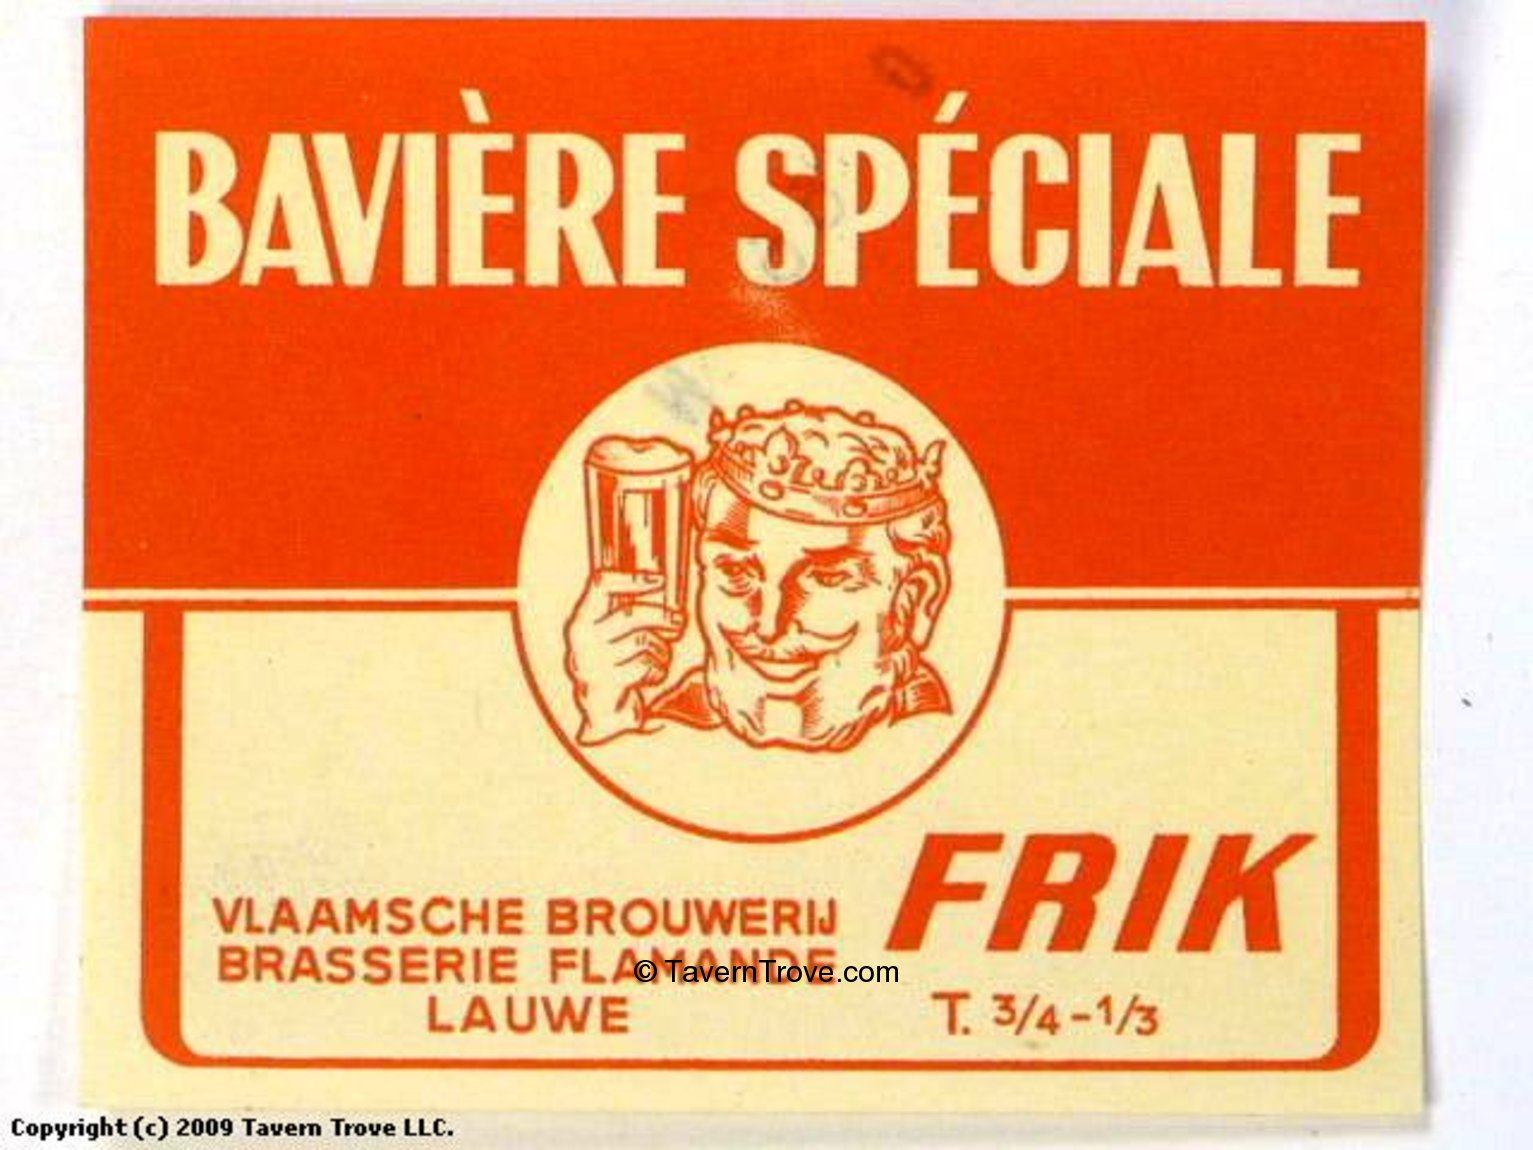 BAVIÈRE SPÉCIALE
VLAAMSCHE BROUWERIJ
BRASSERIE FLAMANDE
LAUWE
FRIK
T. 3/4-1/3
© TavernTrove.com
Copyright (c) 2009 Tavern Trove LLC.